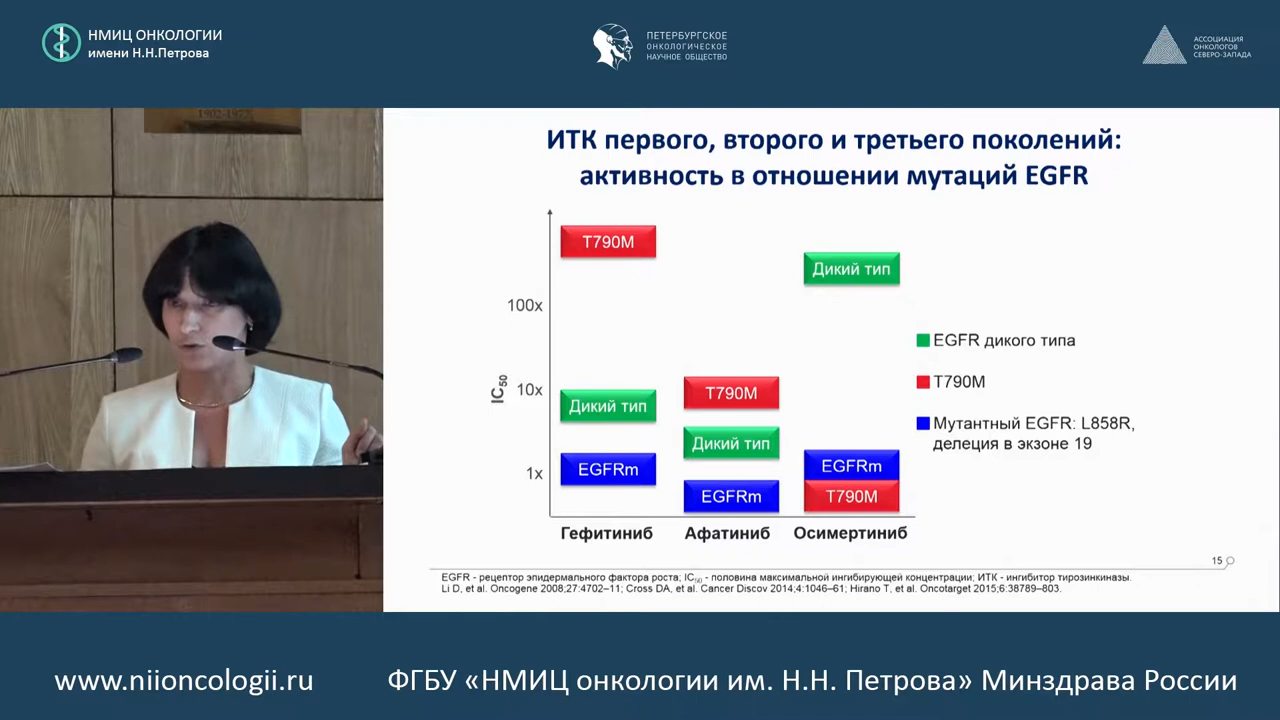 НМИЦ ОНКОЛОГИИ
имени Н.Н.Петрова
ПЕТЕРБУРГСКОЕ
ОНКОЛОГИЧЕСКОЕ
НАУЧНОЕ ОБЩЕСТВО
АССОЦИАЦИЯ
ОНКОЛОГОВ
СЕВЕРО-ЗАПАДА
ИТК первого, второго и третьего поколений:
активность в отношении мутаций EGFR
T790M
Дикий тип
100x
EGFR дикого типа
T790M
Мутантный EGFR: L858R,
делеция в экзоне 19
IC50
10x
T790M
Дикий тип
Дикий тип
1x
EGFRm
EGFRm
EGFRm
T790M
Гефитиниб
Афатиниб
Осимертиниб
15
EGFR - рецептор эпидермального фактора роста; IC50 - половина максимальной ингибирующей концентрации; ИТК - ингибитор тирозинкиназы.
Li D, et al. Oncogene 2008;27:4702–11; Cross DA, et al. Cancer Discov 2014;4:1046–61; Hirano T, et al. Oncotarget 2015;6:38789–803.
www.niioncologii.ru
ФГБУ «НМИЦ онкологии им. Н.Н. Петрова» Минздрава России